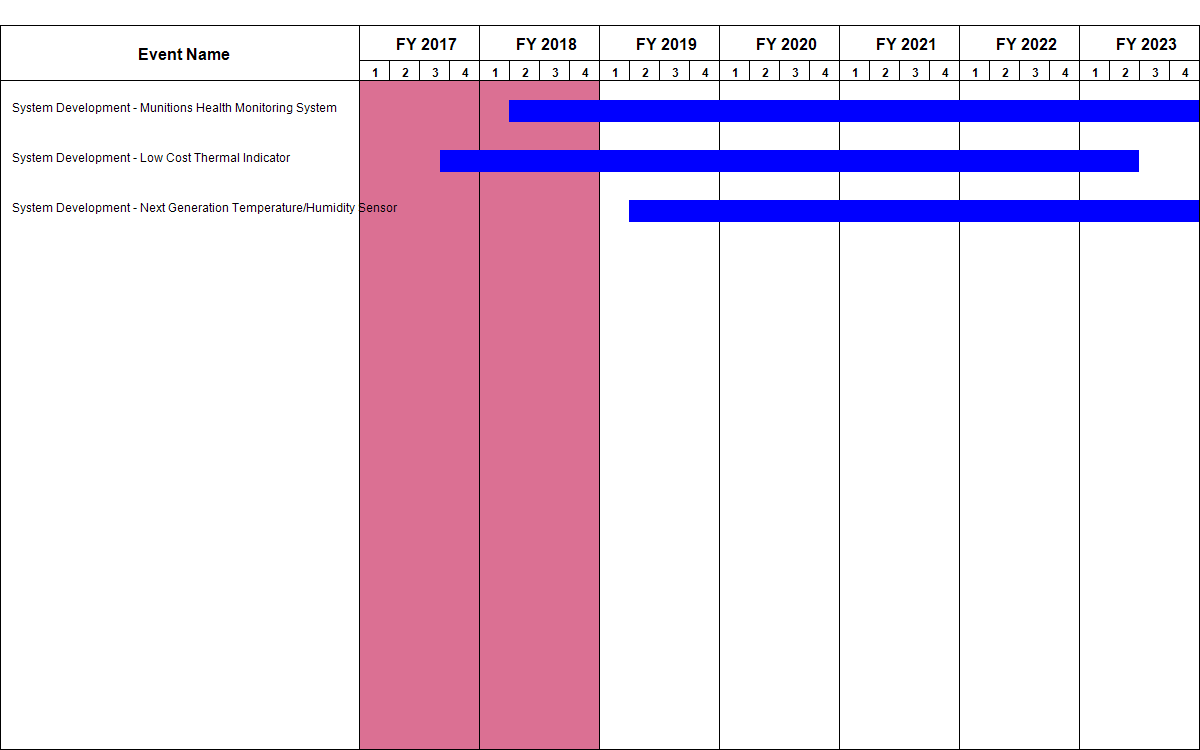 Event Name
FY 2017 FY 2018 FY 2019 FY 2020 FY 2021 FY 2022 FY 2023
1 2 3 4 1 2 3 4 1 2 3 4 1 2 3 4 1 2 3 4 1 2 3 4 1 2 3 4
System Development - Munitions Health Monitoring System
System Development - Low Cost Thermal Indicator
System Development - Next Generation Temperature/Humidity Sensor